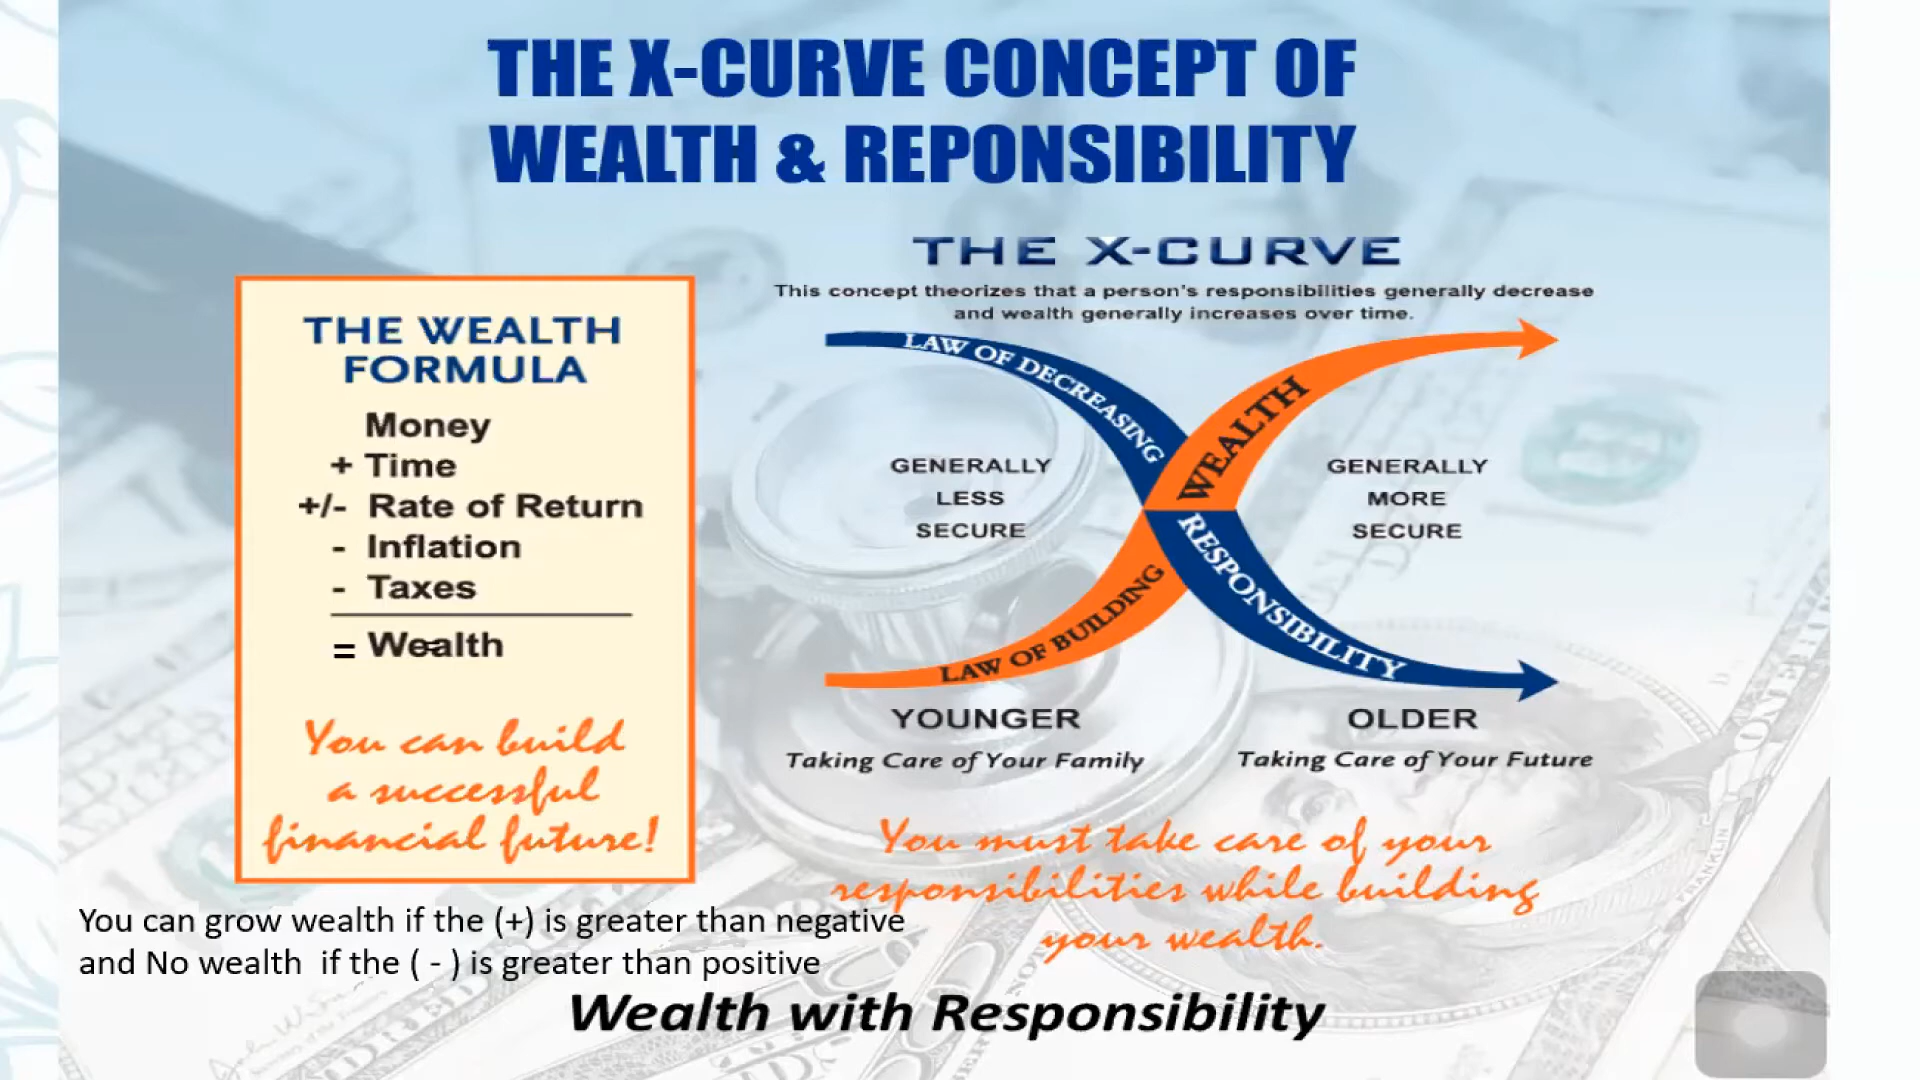 THE X-CURVE CONCEPT OF
WEALTH & REPONSIBILITY
THE WEALTH
FORMULA
Money
+ Time
+/- Rate of Return
- Inflation
- Taxes
= Wealth
You can build
a successful
financial future!
THE X-CURVE
This concept theorizes that a person's responsibilities generally decrease
and wealth generally increases over time.
LAW OF DECREASING
RESPONSIBILITY
LAW OF BUILDING
WEALTH
GENERALLY
LESS
SECURE
GENERALLY
MORE
SECURE
YOUNGER
Taking Care of Your Family
OLDER
Taking Care of Your Future
You must take care of your
responsibilities while building
your wealth.
You can grow wealth if the (+) is greater than negative
and No wealth if the ( - ) is greater than positive
Wealth with Responsibility
FRANKLIN